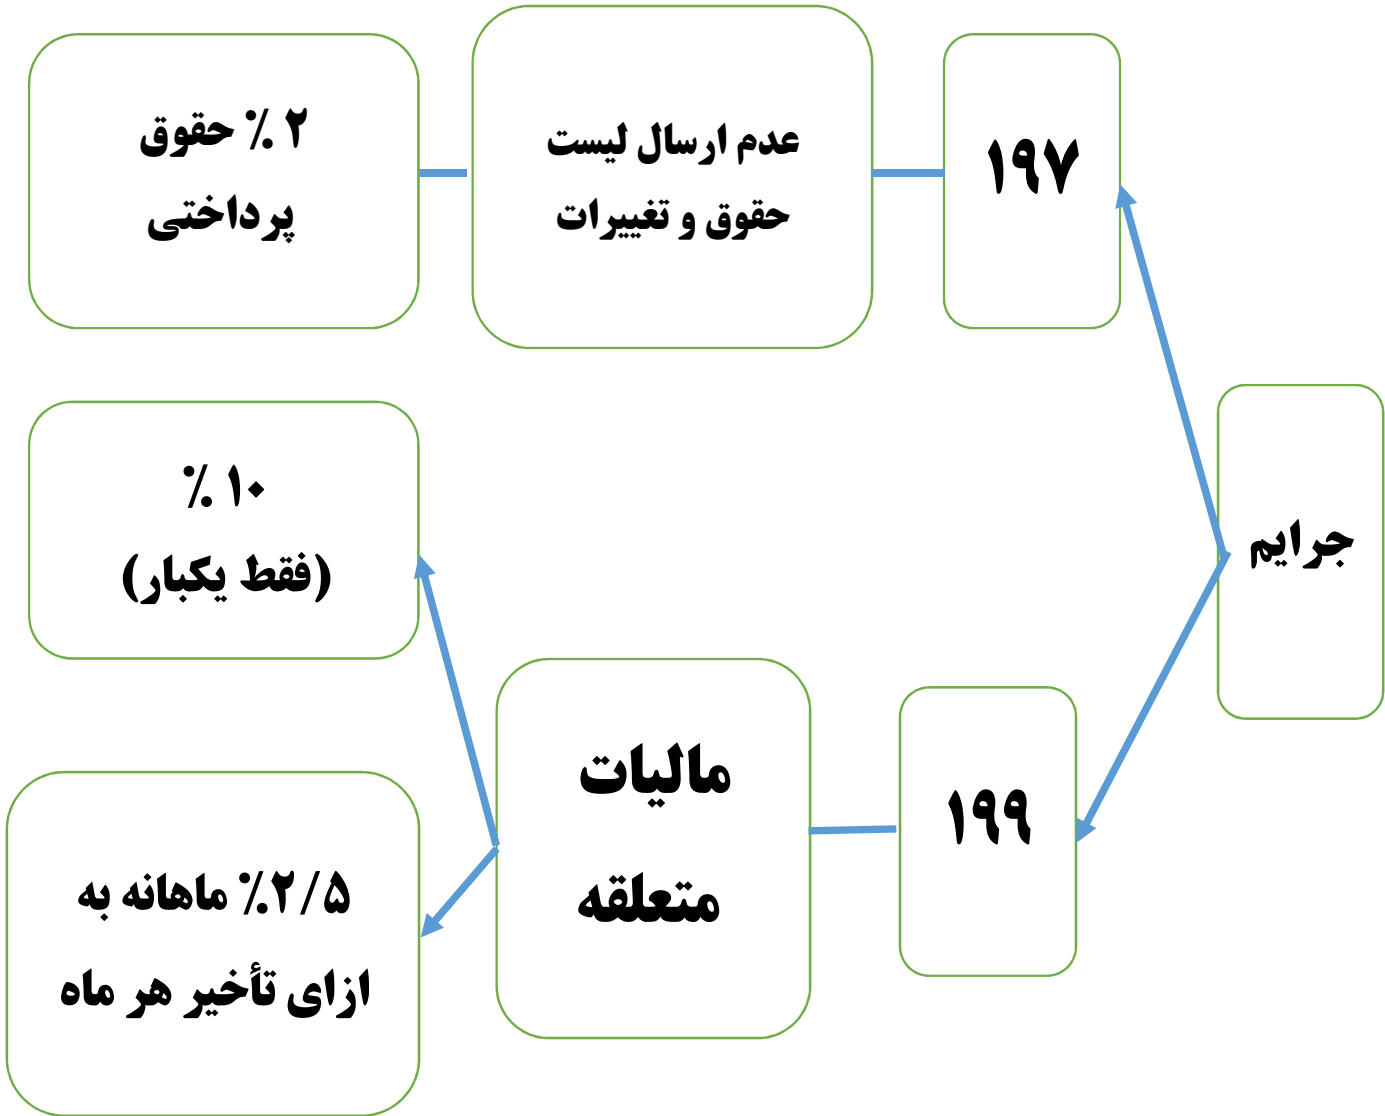 جرایم
۱۹۷
عدم ارسال لیست
حقوق و تغییرات
۲ ٪ حقوق
پرداختی
۱۹۹
مالیات
متعلقه
۱۰ ٪
(فقط یکبار)
۲/۵٪ ماهانه به
ازای تأخیر هر ماه